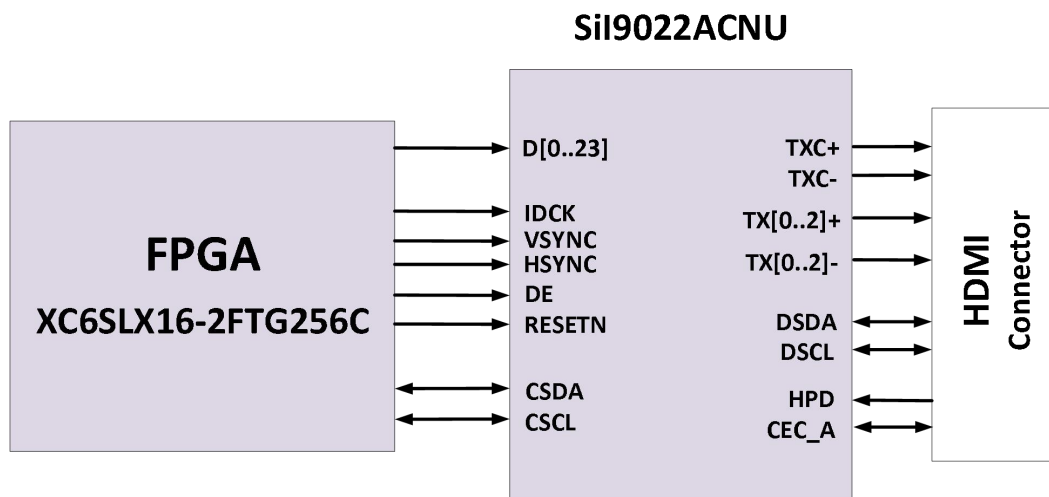 SiI9022ACNU
FPGA
XC6SLX16-2FTG256C
D[0..23]
IDCK
VSYNC
HSYNC
DE
RESETN
CSDA
CSCL
TXC+
TXC-
TX[0..2]+
TX[0..2]-
DSDA
DSCL
HPD
CEC_A
HDMI
Connector